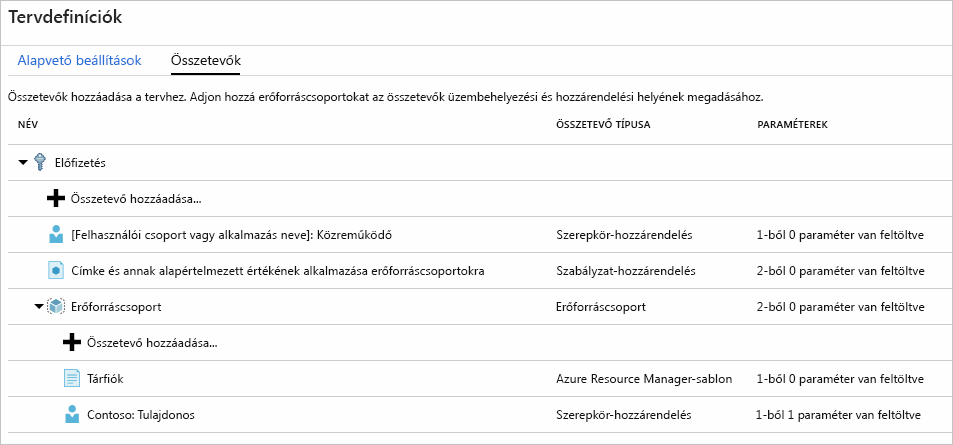 Tervdefiníciók
Alapvető beállítások Összetevők
Összetevők hozzáadása a tervhez. Adjon hozzá erőforráscsoportokat az összetevők üzembehelyezési és hozzárendelési helyének megadásához.
NÉV ÖSSZETEVŐ TÍPUSA PARAMÉTEREK
Előfizetés
Összetevő hozzáadása...
[Felhasználói csoport vagy alkalmazás neve]: Közreműködő Szerepkör-hozzárendelés 1-ből 0 paraméter van feltöltve
Címke és annak alapértelmezett értékének alkalmazása erőforráscsoportokra Szabályzat-hozzárendelés 2-ből 0 paraméter van feltöltve
Erőforráscsoport Erőforráscsoport 2-ből 0 paraméter van feltöltve
Összetevő hozzáadása...
Tárfiók Azure Resource Manager-sablon 1-ből 0 paraméter van feltöltve
Contoso: Tulajdonos Szerepkör-hozzárendelés 1-ből 1 paraméter van feltöltve